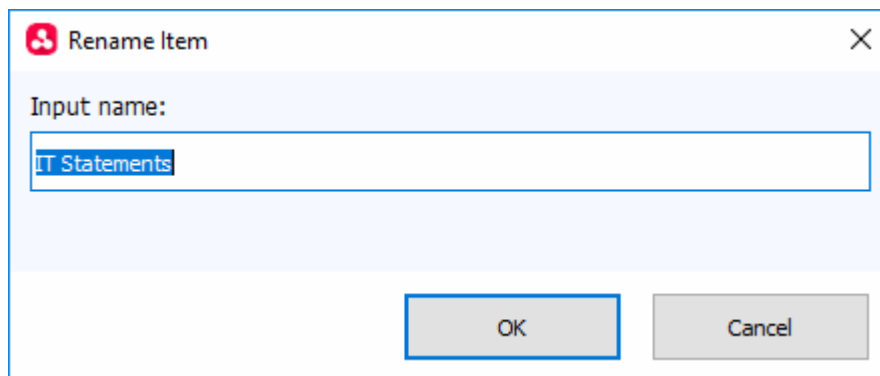 Rename Item
Input name:
IT Statements
OK
Cancel